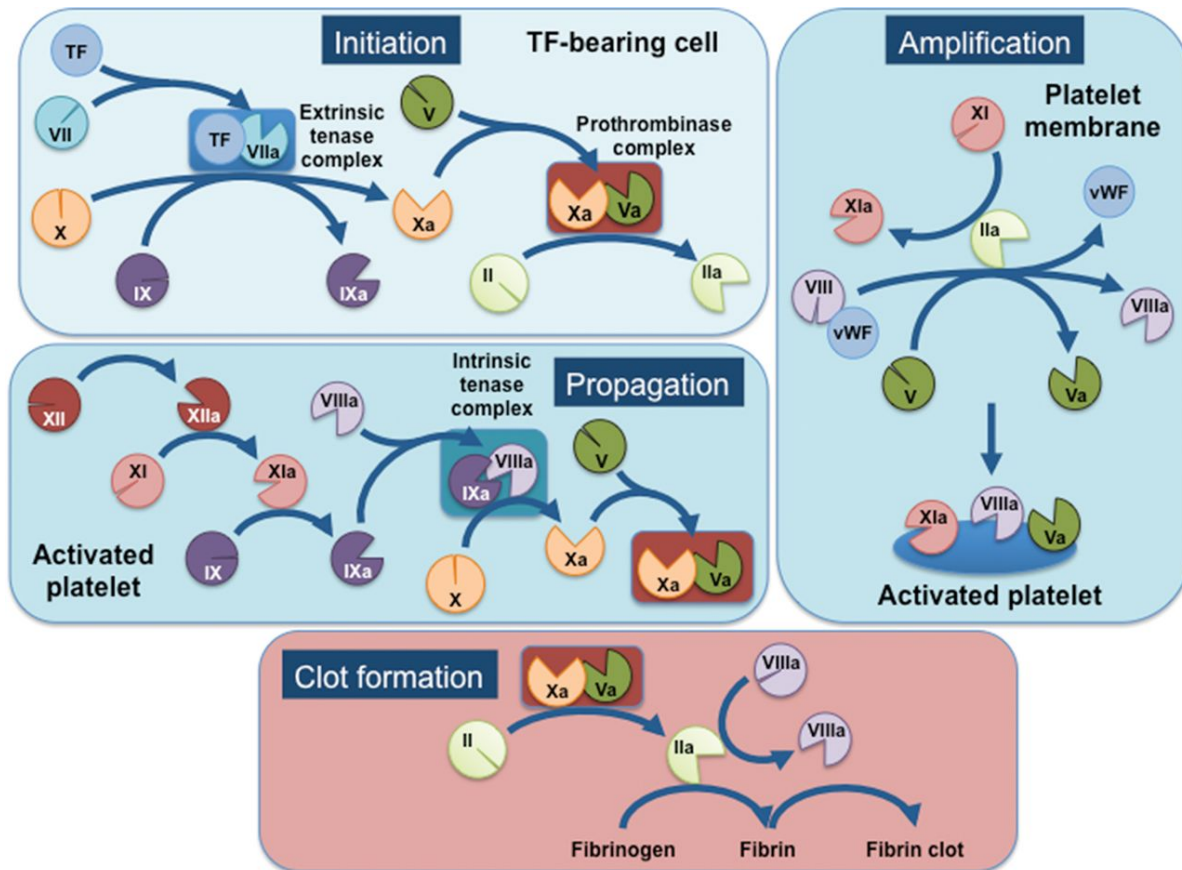 Initiation
TF-bearing cell
TF
VII
TF
VIIa
Extrinsic
tenase
complex
V
Prothrombinase
complex
X
Xa
Xa
Va
IX
IXa
II
IIa
Amplification
Platelet
membrane
XI
XIa
IIa
vWF
VIII
vWF
VIIIa
V
Va
XIa
VIIIa
Va
Activated platelet
Propagation
XII
XIIa
VIIIa
Intrinsic
tenase
complex
XI
XIa
IXa
VIIIa
V
Activated
platelet
IX
IXa
X
Xa
Xa
Va
Clot formation
Xa
Va
VIIIa
II
IIa
VIIIa
Fibrinogen
Fibrin
Fibrin clot